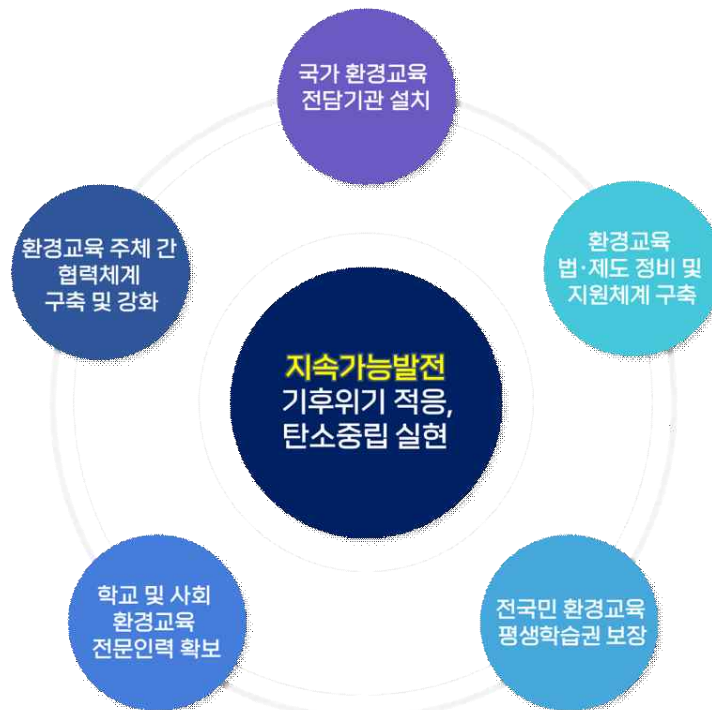 국가 환경교육
전담기관 설치
환경교육
법·제도 정비 및
지원체계 구축
전국민 환경교육
평생학습권 보장
학교 및 사회
환경교육
전문인력 확보
환경교육 주체 간
협력체계
구축 및 강화
지속가능발전
기후위기 적응,
탄소중립 실현